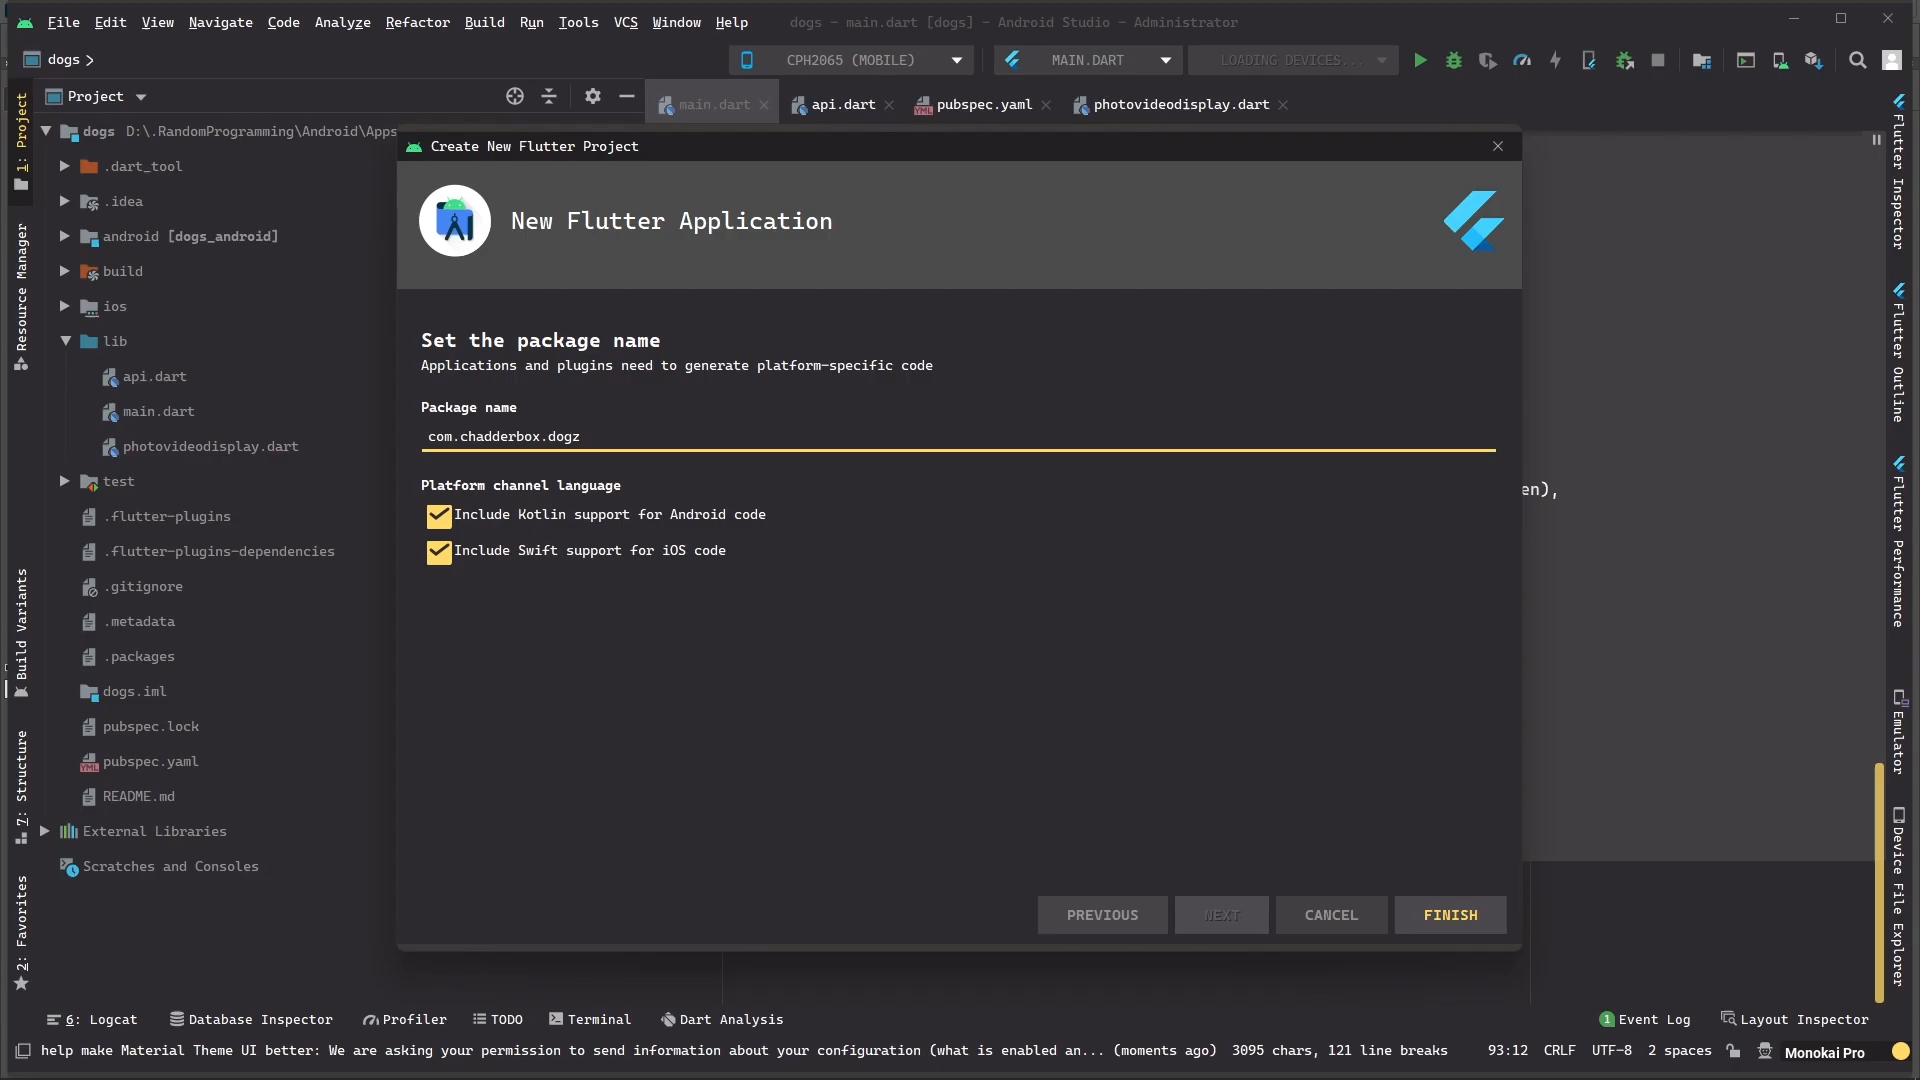 File Edit View Navigate Code Analyze Refactor Build Run Tools VCS Window Help dogs - main.dart [dogs] - Android Studio - Administrator
dogs
CPH2065 (MOBILE) MAIN.DART LOADING DEVICES...
Project
main.dart api.dart pubspec.yaml photovideodisplay.dart
1: Project
Resource Manager
Build Variants
7: Structure
2: Favorites
dogs D:\.RandomProgramming\Android\Apps
.dart_tool
.idea
android [dogs_android]
build
ios
lib
api.dart
main.dart
photovideodisplay.dart
test
.flutter-plugins
.flutter-plugins-dependencies
.gitignore
.metadata
.packages
dogs.iml
pubspec.lock
YML pubspec.yaml
README.md
External Libraries
Scratches and Consoles
Create New Flutter Project
New Flutter Application
Set the package name
Applications and plugins need to generate platform-specific code
Package name
com.chadderbox.dogz
Platform channel language
Include Kotlin support for Android code
Include Swift support for iOS code
PREVIOUS NEXT CANCEL FINISH
en),
Flutter Inspector
Flutter Outline
Flutter Performance
Emulator
Device File Explorer
6: Logcat Database Inspector Profiler TODO Terminal Dart Analysis 1 Event Log Layout Inspector
help make Material Theme UI better: We are asking your permission to send information about your configuration (what is enabled an... (moments ago) 3095 chars, 121 line breaks 93:12 CRLF UTF-8 2 spaces Monokai Pro